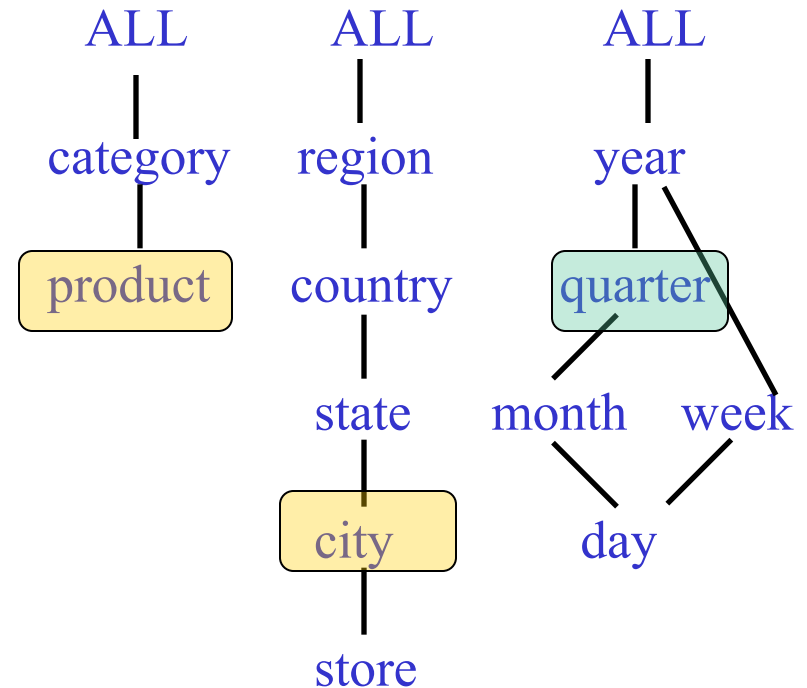 ALL ALL ALL
category region year
product country quarter
state month week
city day
store